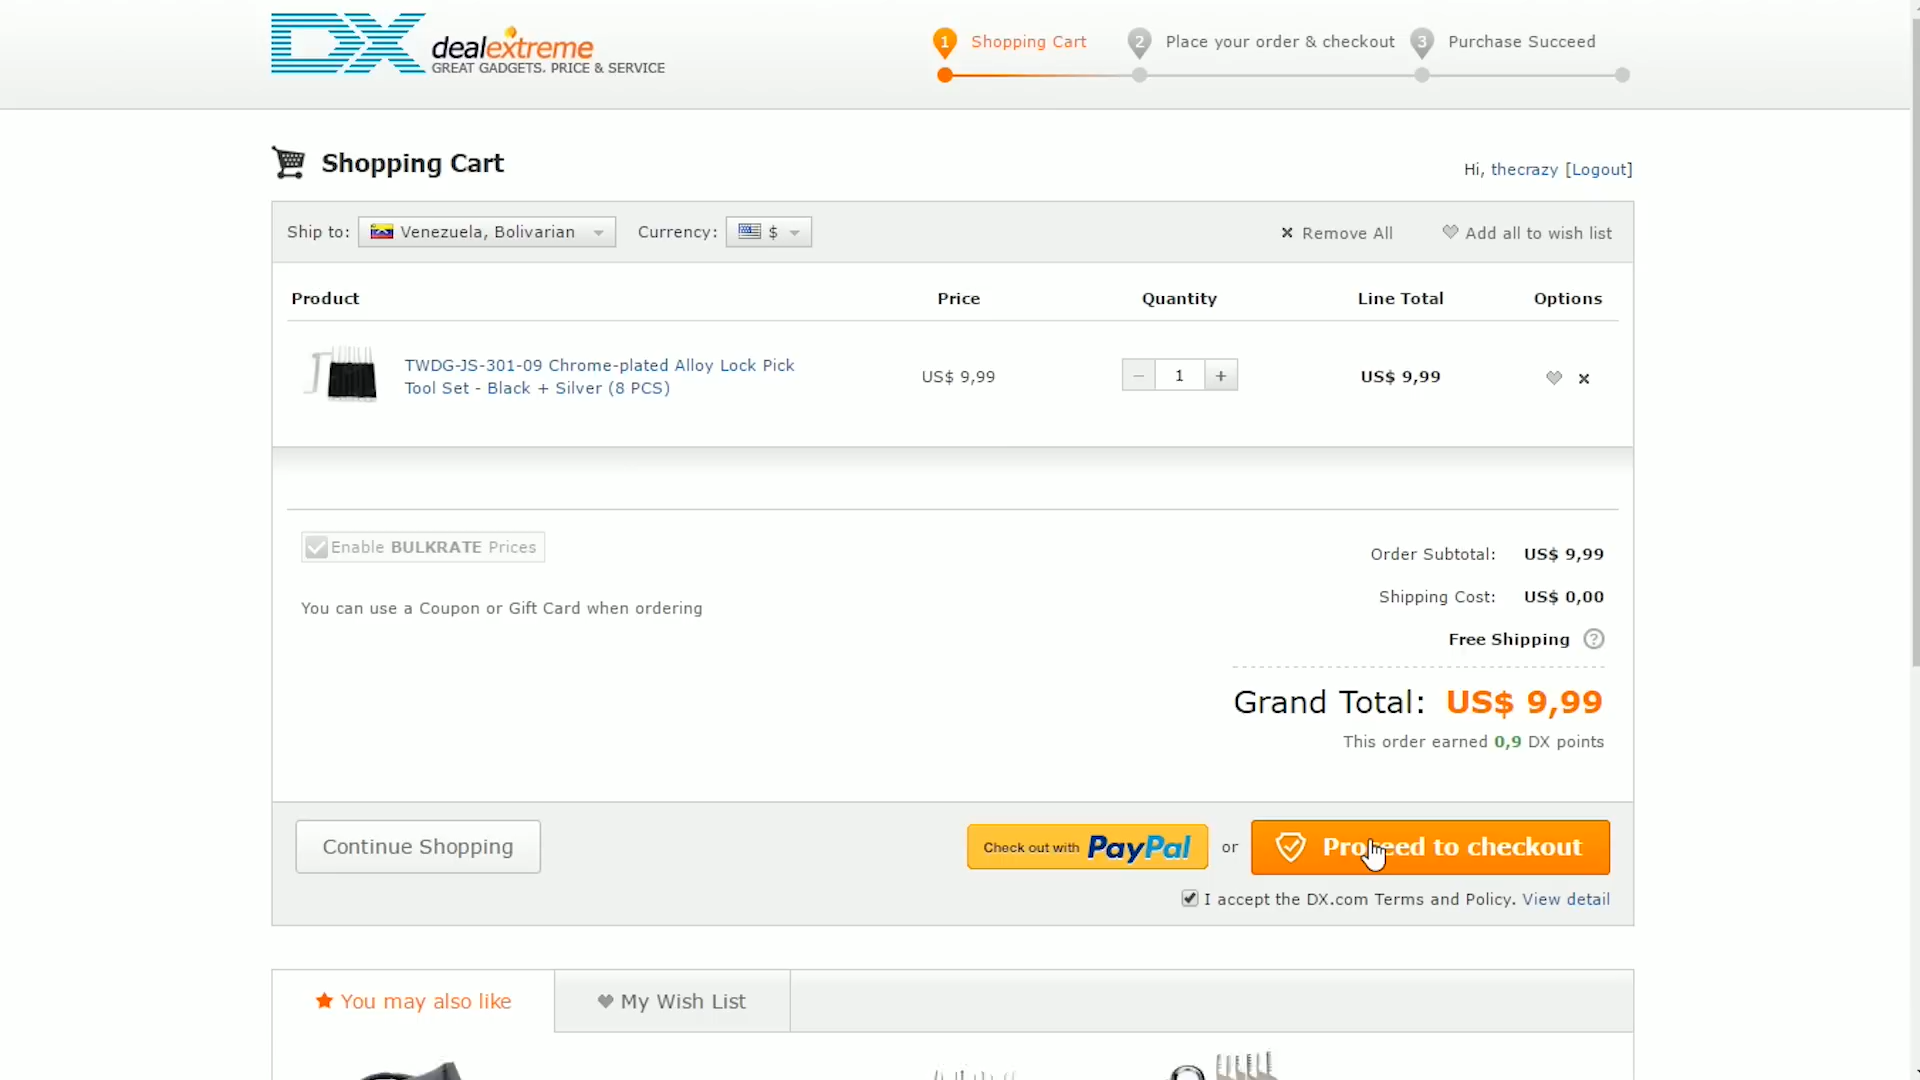 DX dealextreme
GREAT GADGETS. PRICE & SERVICE
1 Shopping Cart
2 Place your order & checkout
3 Purchase Succeed
Shopping Cart
Hi, thecrazy [Logout]
Ship to: Venezuela, Bolivarian Currency: $ Remove All Add all to wish list
Product Price Quantity Line Total Options
TWDG-JS-301-09 Chrome-plated Alloy Lock Pick
Tool Set - Black + Silver (8 PCS)
US$ 9,99 − 1 + US$ 9,99
Enable BULKRATE Prices
You can use a Coupon or Gift Card when ordering
Order Subtotal: US$ 9,99
Shipping Cost: US$ 0,00
Free Shipping ?
Grand Total: US$ 9,99
This order earned 0,9 DX points
Continue Shopping Check out with PayPal or Proceed to checkout
I accept the DX.com Terms and Policy. View detail
You may also like My Wish List